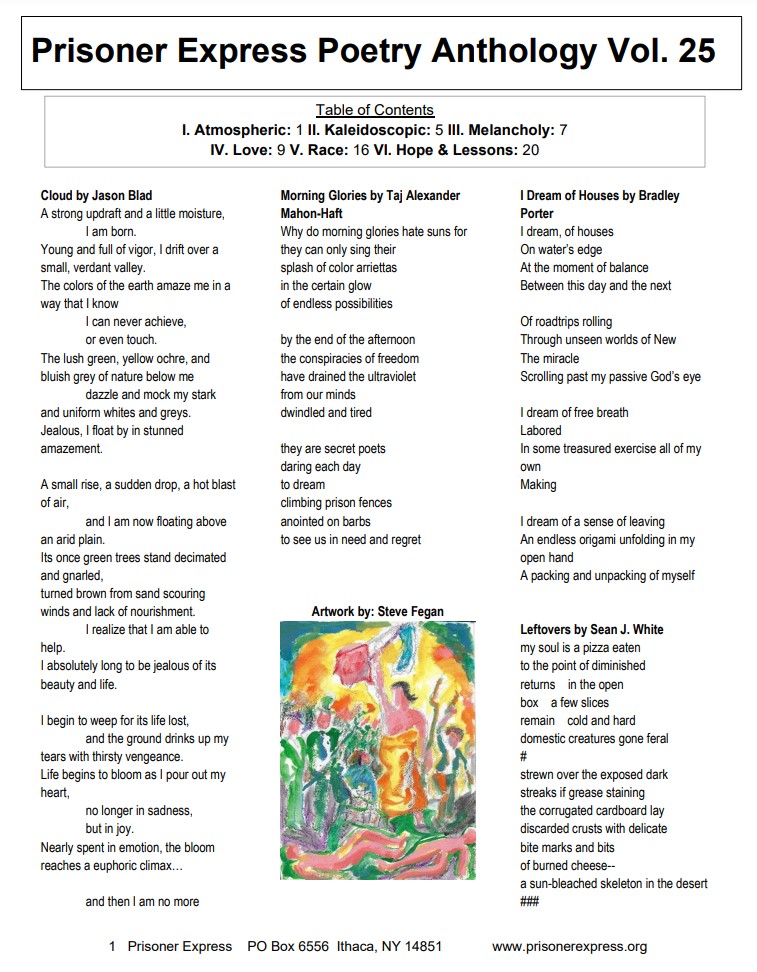 Prisoner Express Poetry Anthology Vol. 25
Table of Contents
I. Atmospheric: 1 II. Kaleidoscopic: 5 III. Melancholy: 7
IV. Love: 9 V. Race: 16 VI. Hope & Lessons: 20
Cloud by Jason Blad
A strong updraft and a little moisture,
I am born.
Young and full of vigor, I drift over a
small, verdant valley.
The colors of the earth amaze me in a
way that I know
I can never achieve,
or even touch.
The lush green, yellow ochre, and
bluish grey of nature below me
dazzle and mock my stark
and uniform whites and greys.
Jealous, I float by in stunned
amazement.
A small rise, a sudden drop, a hot blast
of air,
and I am now floating above
an arid plain.
Its once green trees stand decimated
and gnarled,
turned brown from sand scouring
winds and lack of nourishment.
I realize that I am able to
help.
I absolutely long to be jealous of its
beauty and life.
I begin to weep for its life lost,
and the ground drinks up my
tears with thirsty vengeance.
Life begins to bloom as I pour out my
heart,
no longer in sadness,
but in joy.
Nearly spent in emotion, the bloom
reaches a euphoric climax…
and then I am no more
Morning Glories by Taj Alexander
Mahon-Haft
Why do morning glories hate suns for
they can only sing their
splash of color arriettas
in the certain glow
of endless possibilities
by the end of the afternoon
the conspiracies of freedom
have drained the ultraviolet
from our minds
dwindled and tired
they are secret poets
daring each day
to dream
climbing prison fences
anointed on barbs
to see us in need and regret
Artwork by: Steve Fegan
I Dream of Houses by Bradley
Porter
I dream, of houses
On water's edge
At the moment of balance
Between this day and the next
Of roadtrips rolling
Through unseen worlds of New
The miracle
Scrolling past my passive God's eye
I dream of free breath
Labored
In some treasured exercise all of my
own
Making
I dream of a sense of leaving
An endless origami unfolding in my
open hand
A packing and unpacking of myself
Leftovers by Sean J. White
my soul is a pizza eaten
to the point of diminished
returns in the open
box a few slices
remain cold and hard
domestic creatures gone feral
#
strewn over the exposed dark
streaks if grease staining
the corrugated cardboard lay
discarded crusts with delicate
bite marks and bits
of burned cheese--
a sun-bleached skeleton in the desert
###
1 Prisoner Express PO Box 6556 Ithaca, NY 14851 www.prisonerexpress.org